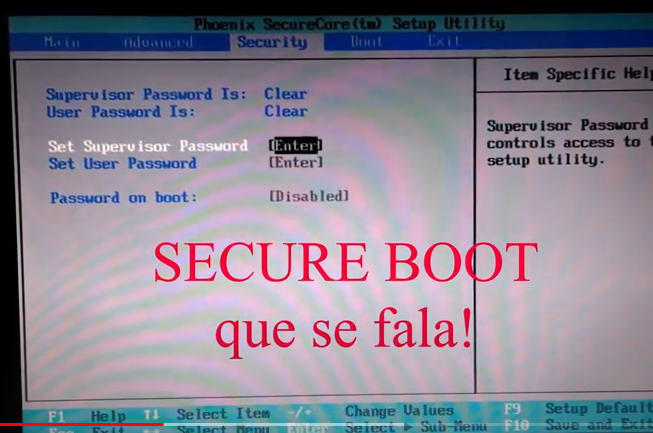 Phoenix SecureCore(tm) Setup Utility
Main Advanced Security Boot Exit
Item Specific Help
Supervisor Password Is: Clear
User Password Is: Clear
Set Supervisor Password [Enter]
Set User Password [Enter]
Password on boot: [Disabled]
Supervisor Password
controls access to t
setup utility.
SECURE BOOT
que se fala!
F1 Help ↑↓ Select Item -/+ Change Values F9 Setup Default
Esc Exit ↔ Select Menu Enter Select ▶ Sub-Menu F10 Save and Exit